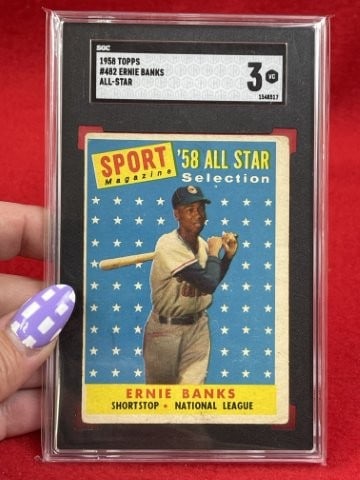 SGC
1958 TOPPS
#482 ERNIE BANKS
ALL-STAR
3 VG
1148517
SPORT
Magazine
'58 ALL STAR
Selection
ERNIE BANKS
SHORTSTOP • NATIONAL LEAGUE